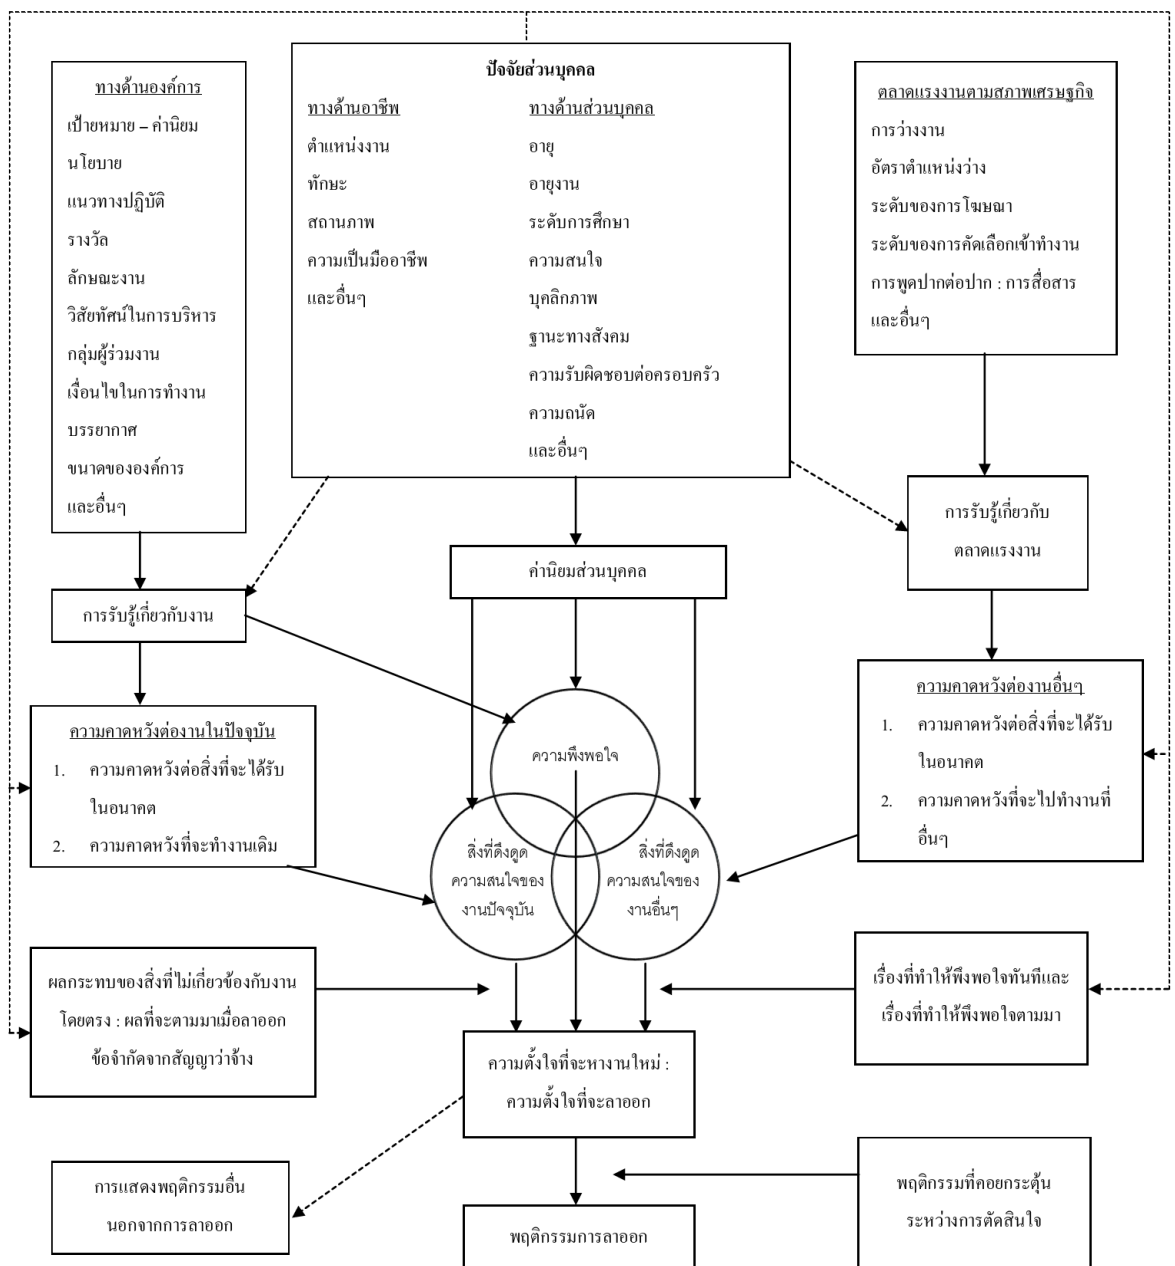 ทางด้านองค์การ
เป้าหมาย – ค่านิยม
นโยบาย
แนวทางปฏิบัติ
รางวัล
ลักษณะงาน
วิสัยทัศน์ในการบริหาร
กลุ่มผู้ร่วมงาน
เงื่อนไขในการทำงาน
บรรยากาศ
ขนาดขององค์การ
และอื่นๆ
ปัจจัยส่วนบุคคล
ทางด้านอาชีพ
ตำแหน่งงาน
ทักษะ
สถานภาพ
ความเป็นมืออาชีพ
และอื่นๆ
ทางด้านส่วนบุคคล
อายุ
อายุงาน
ระดับการศึกษา
ความสนใจ
บุคลิกภาพ
ฐานะทางสังคม
ความรับผิดชอบต่อครอบครัว
ความถนัด
และอื่นๆ
ตลาดแรงงานตามสภาพเศรษฐกิจ
การว่างงาน
อัตราตำแหน่งว่าง
ระดับของการโฆษณา
ระดับของการคัดเลือกเข้าทำงาน
การพูดปากต่อปาก : การสื่อสาร
และอื่นๆ
การรับรู้เกี่ยวกับ
ตลาดแรงงาน
ค่านิยมส่วนบุคคล
การรับรู้เกี่ยวกับงาน
ความคาดหวังต่องานในปัจจุบัน
1. ความคาดหวังต่อสิ่งที่จะได้รับ
ในอนาคต
2. ความคาดหวังที่จะทำงานเดิม
ความพึงพอใจ
สิ่งที่ดึงดูด
ความสนใจของ
งานปัจจุบัน
สิ่งที่ดึงดูด
ความสนใจของ
งานอื่นๆ
ความคาดหวังต่องานอื่นๆ
1. ความคาดหวังต่อสิ่งที่จะได้รับ
ในอนาคต
2. ความคาดหวังที่จะไปทำงานที่
อื่นๆ
ผลกระทบของสิ่งที่ไม่เกี่ยวข้องกับงาน
โดยตรง : ผลที่จะตามมาเมื่อลาออก
ข้อจำกัดจากสัญญาว่าจ้าง
เรื่องที่ทำให้พึงพอใจทันทีและ
เรื่องที่ทำให้พึงพอใจตามมา
ความตั้งใจที่จะหางานใหม่ :
ความตั้งใจที่จะลาออก
การแสดงพฤติกรรมอื่น
นอกจากการลาออก
พฤติกรรมการลาออก
พฤติกรรมที่คอยกระตุ้น
ระหว่างการตัดสินใจ